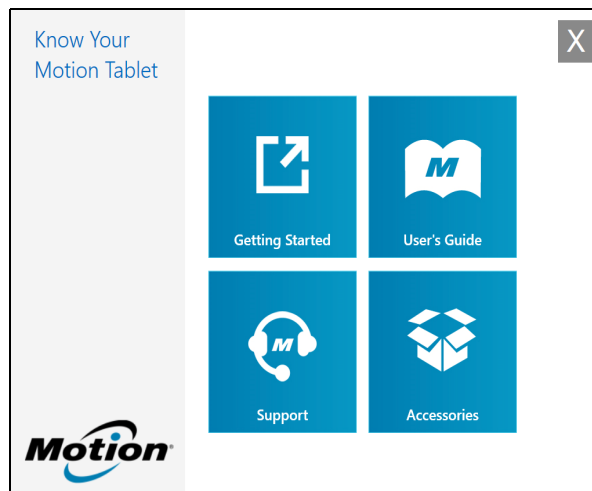 Know Your
Motion Tablet
X
Getting Started
M
User's Guide
M
Support
Accessories
Motion